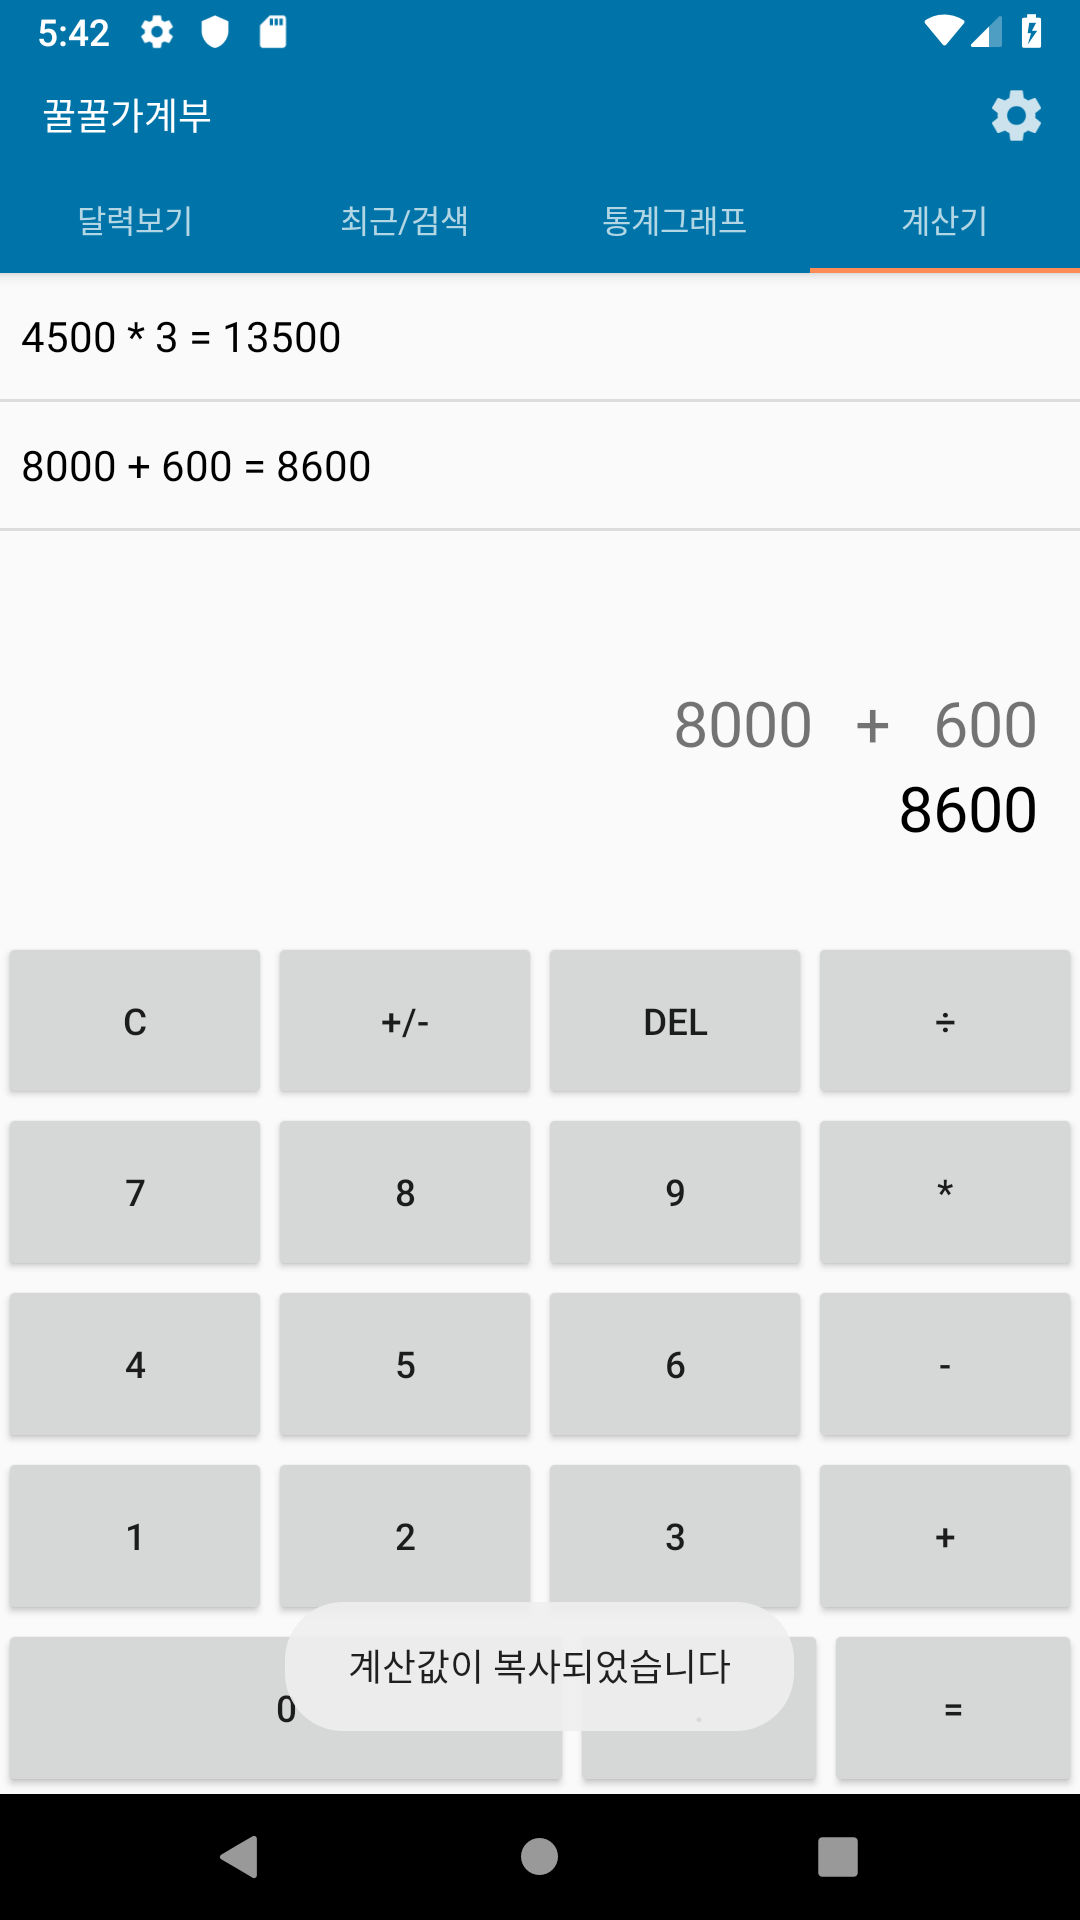 5:42
꿀꿀가계부
달력보기 최근/검색 통계그래프 계산기
4500 * 3 = 13500
8000 + 600 = 8600
8000 + 600
8600
C +/- DEL ÷
7 8 9 *
4 5 6 -
1 2 3 +
계산값이 복사되었습니다
0 . =